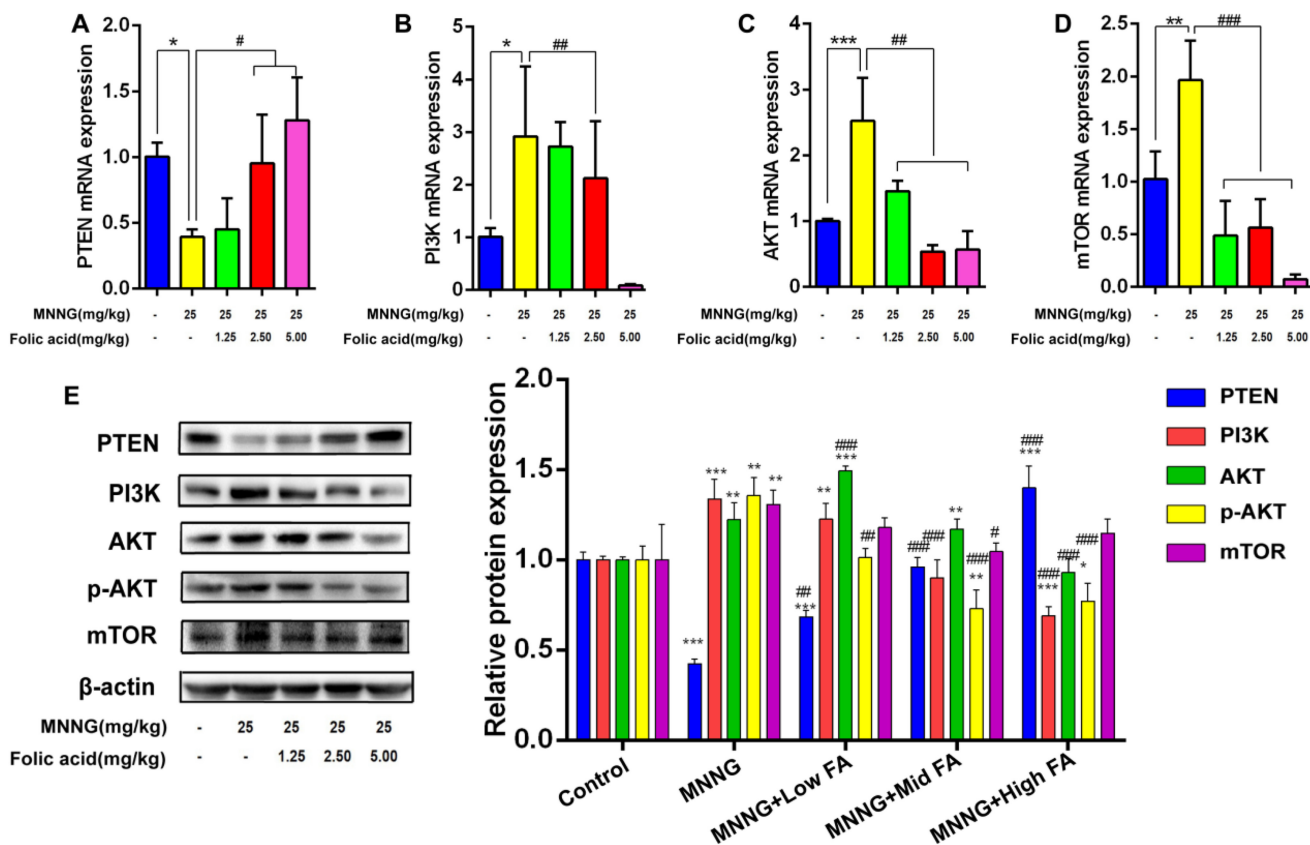 A
PTEN mRNA expression
2.0
1.5
1.0
0.5
0.0
*
#
MNNG(mg/kg) - 25 25 25 25
Folic acid(mg/kg) - - 1.25 2.50 5.00
B
PI3K mRNA expression
5
4
3
2
1
0
*
##
MNNG(mg/kg) - 25 25 25 25
Folic acid(mg/kg) - - 1.25 2.50 5.00
C
AKT mRNA expression
4
3
2
1
0
***
##
MNNG(mg/kg) - 25 25 25 25
Folic acid(mg/kg) - - 1.25 2.50 5.00
D
mTOR mRNA expression
2.5
2.0
1.5
1.0
0.5
0.0
**
###
MNNG(mg/kg) - 25 25 25 25
Folic acid(mg/kg) - - 1.25 2.50 5.00
E
PTEN
PI3K
AKT
p-AKT
mTOR
β-actin
MNNG(mg/kg) - 25 25 25 25
Folic acid(mg/kg) - - 1.25 2.50 5.00
Relative protein expression
2.0
1.5
1.0
0.5
0.0
***
***
**
**
**
##
***
**
###
***
##
###
###
**
###
**
#
###
***
###
***
###
###
*
Control
MNNG
MNNG+Low FA
MNNG+Mid FA
MNNG+High FA
PTEN
PI3K
AKT
p-AKT
mTOR